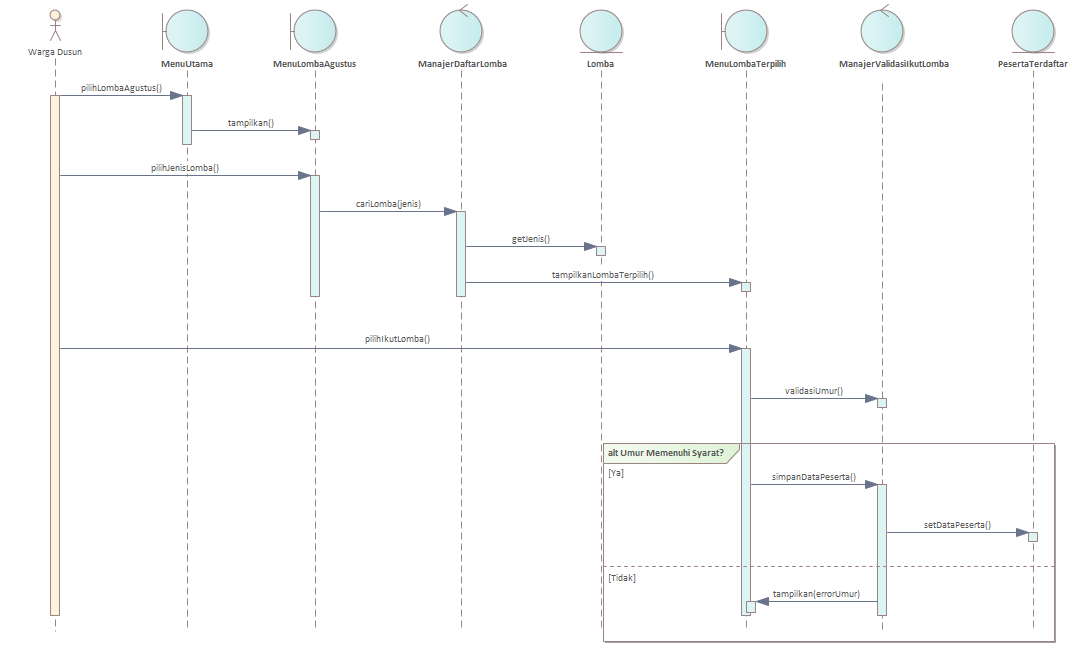 Warga Dusun
MenuUtama
MenuLombaAgustus
ManajerDaftarLomba
Lomba
MenuLombaTerpilih
ManajerValidasiIkutLomba
PesertaTerdaftar
pilihLombaAgustus()
tampilkan()
pilihJenisLomba()
cariLomba(jenis)
getJenis()
tampilkanLombaTerpilih()
pilihIkutLomba()
validasiUmur()
alt Umur Memenuhi Syarat?
[Ya]
simpanDataPeserta()
setDataPeserta()
[Tidak]
tampilkan(errorUmur)